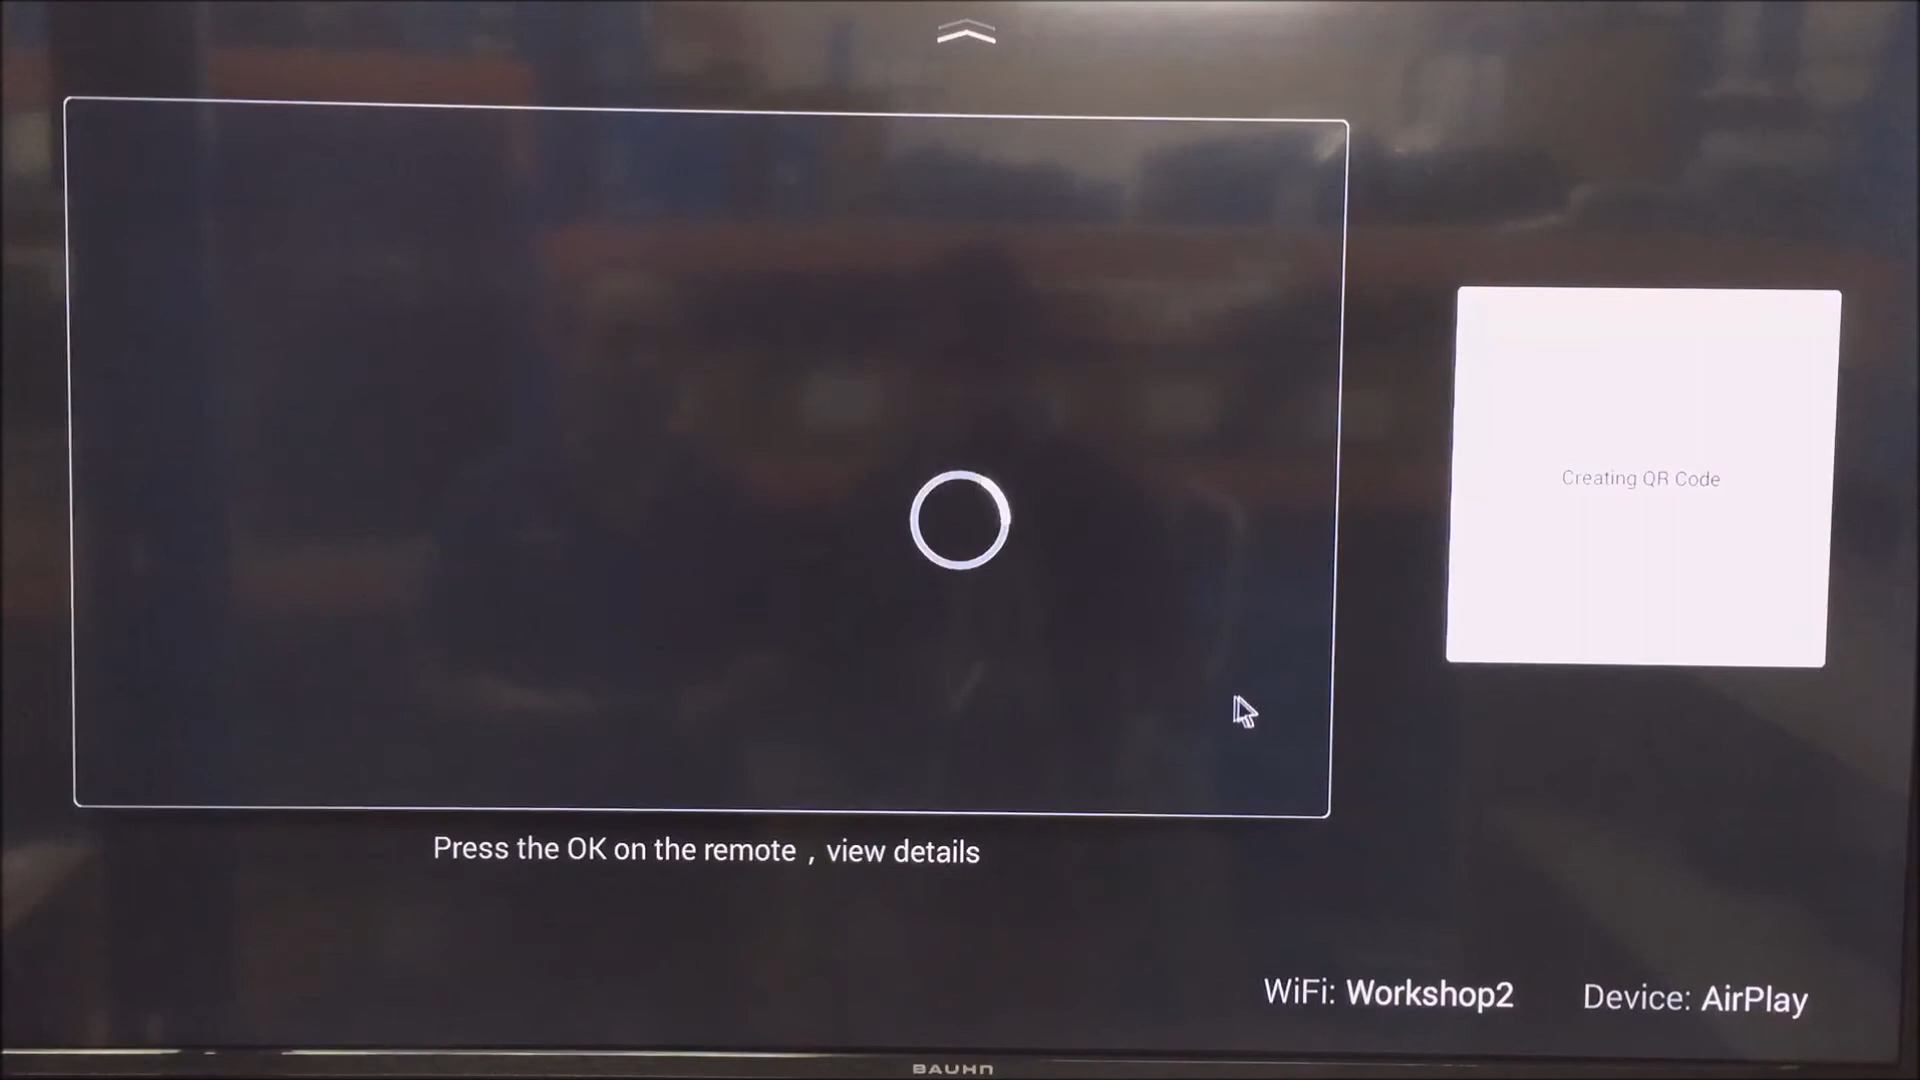 Creating QR Code
Press the OK on the remote , view details
WiFi: Workshop2
Device: AirPlay
BAUHN